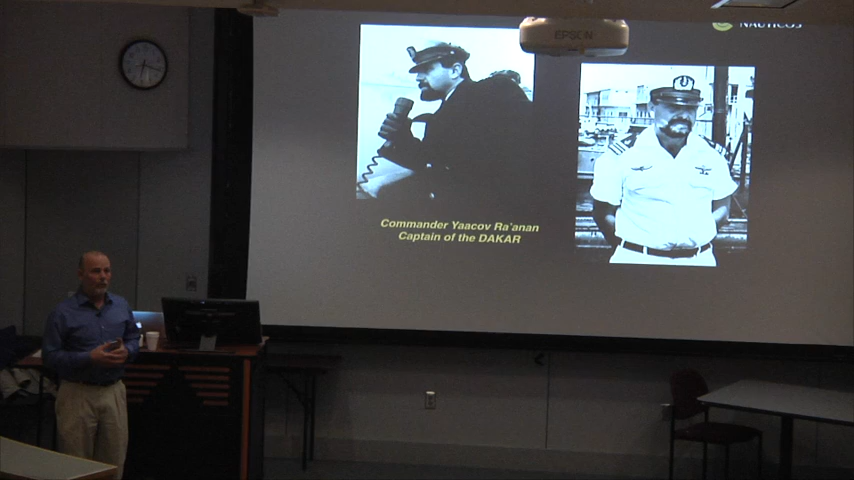 NAUTICOS
EPSON
Commander Yaacov Ra'anan
Captain of the DAKAR